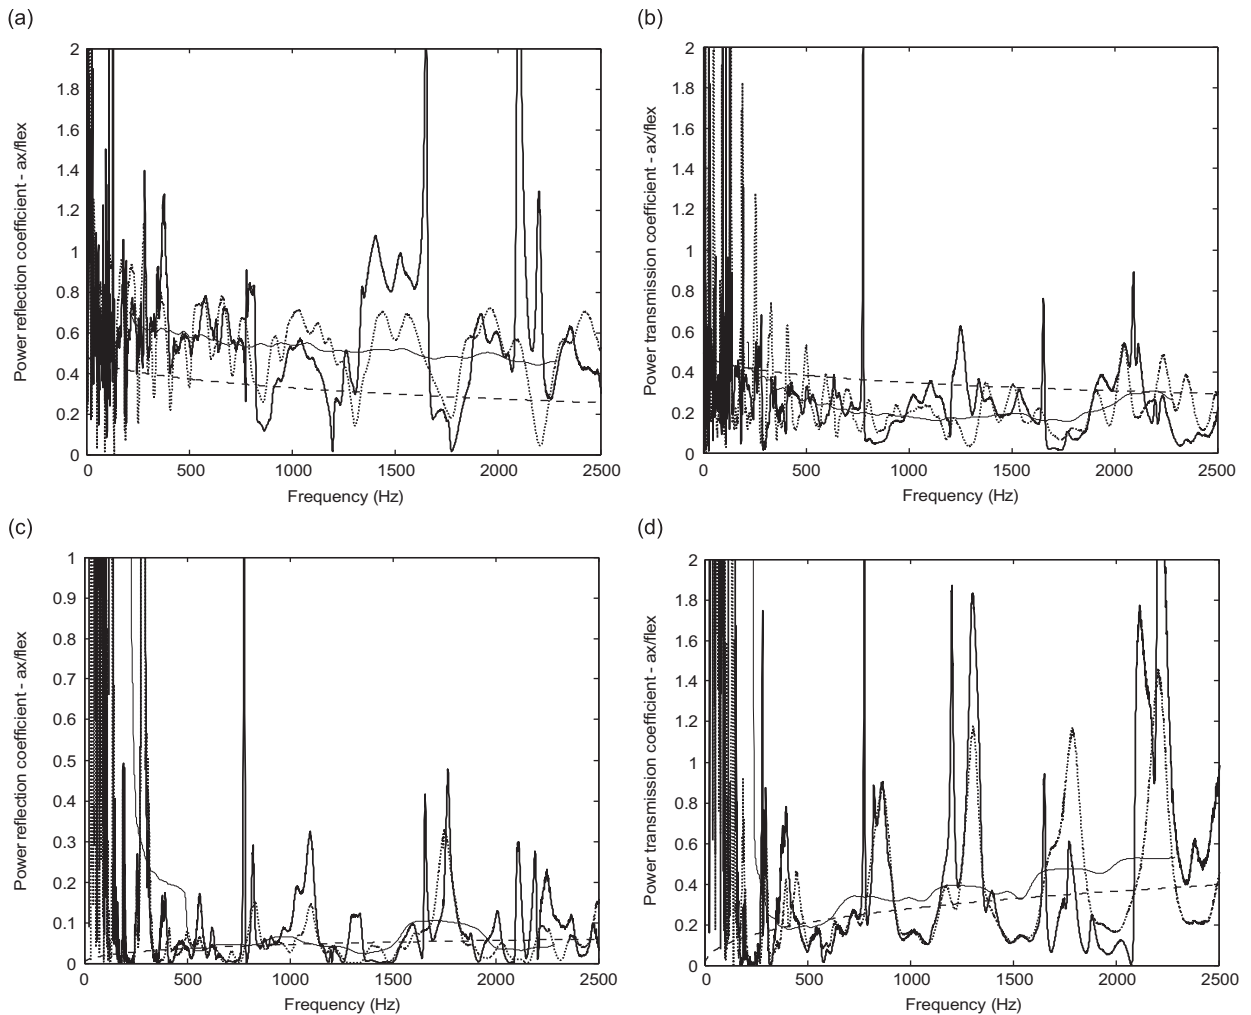 (a)
2
1.8
1.6
1.4
1.2
1
0.8
0.6
0.4
0.2
0
Power reflection coefficient - ax/flex
0 500 1000 1500 2000 2500
Frequency (Hz)
(b)
2
1.8
1.6
1.4
1.2
1
0.8
0.6
0.4
0.2
0
Power transmission coefficient - ax/flex
0 500 1000 1500 2000 2500
Frequency (Hz)
(c)
1
0.9
0.8
0.7
0.6
0.5
0.4
0.3
0.2
0.1
0
Power reflection coefficient - ax/flex
0 500 1000 1500 2000 2500
Frequency (Hz)
(d)
2
1.8
1.6
1.4
1.2
1
0.8
0.6
0.4
0.2
0
Power transmission coefficient - ax/flex
0 500 1000 1500 2000 2500
Frequency (Hz)